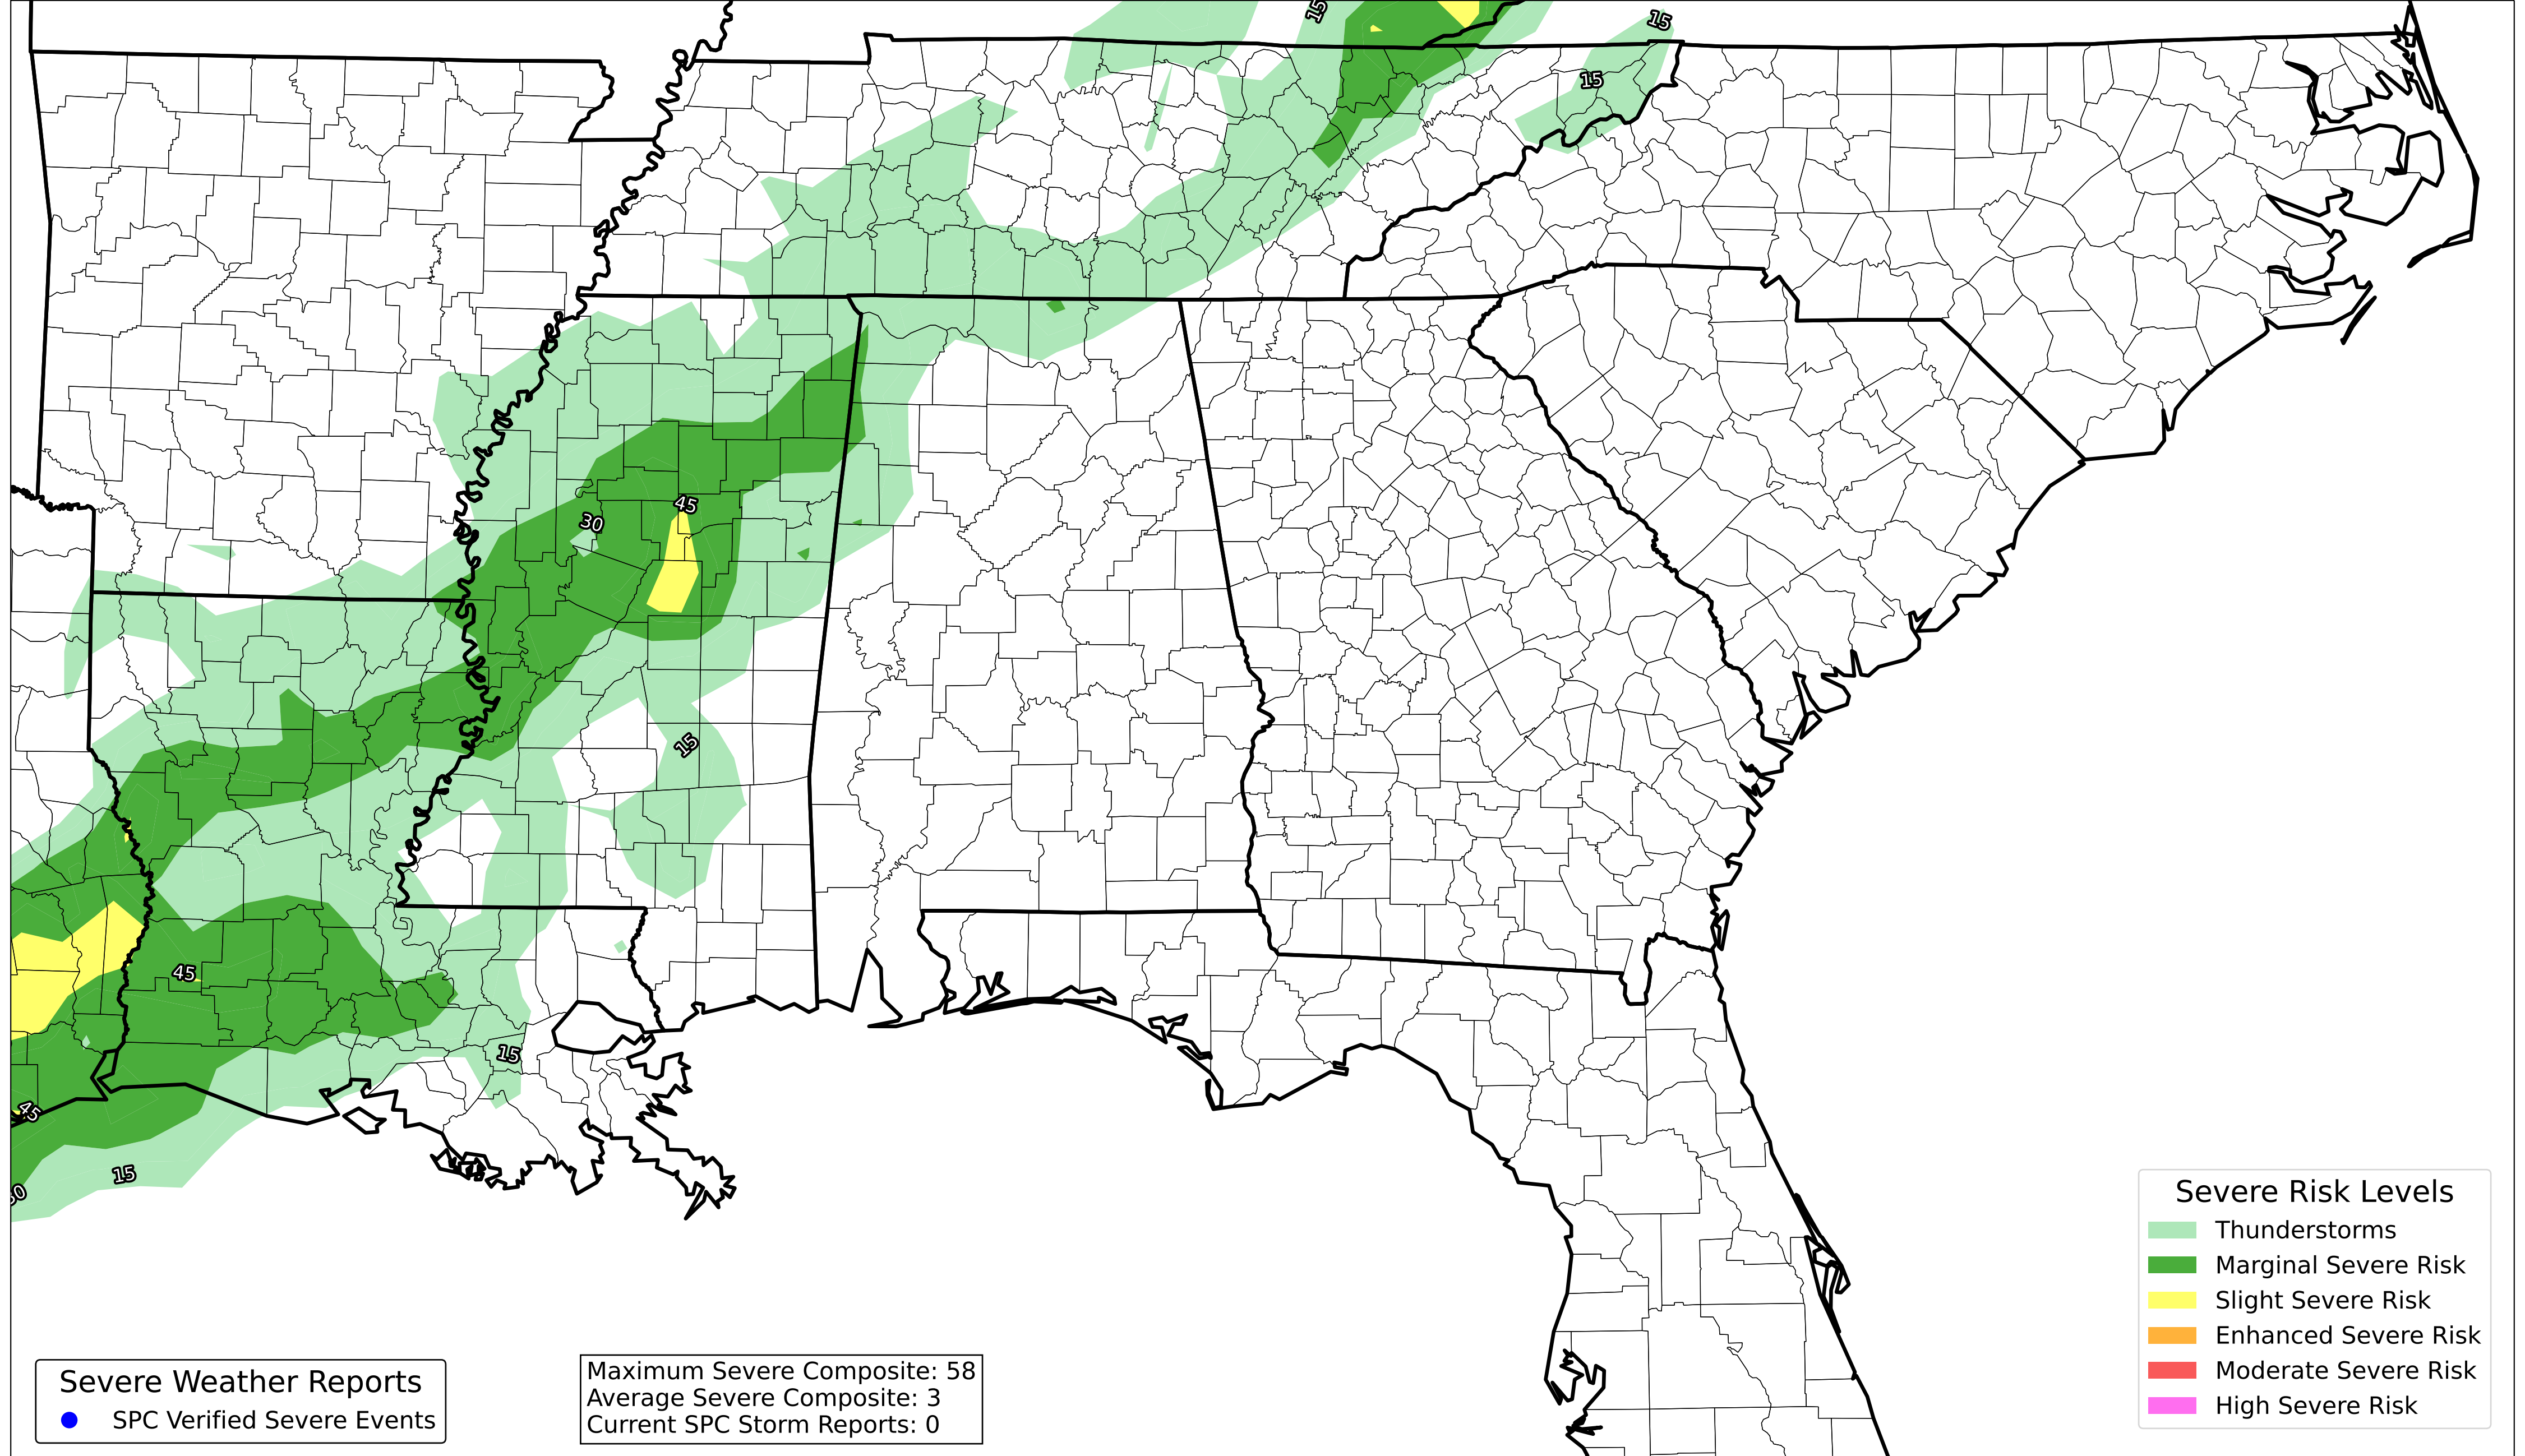 15
15
15
45
30
15
45
15
45
15
30
Severe Risk Levels
Thunderstorms
Marginal Severe Risk
Slight Severe Risk
Enhanced Severe Risk
Moderate Severe Risk
High Severe Risk
Severe Weather Reports
SPC Verified Severe Events
Maximum Severe Composite: 58
Average Severe Composite: 3
Current SPC Storm Reports: 0